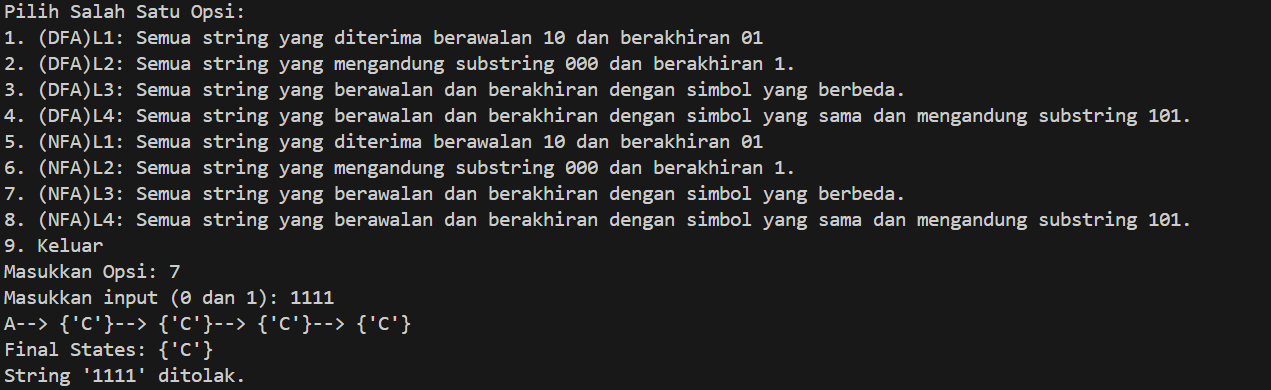 Pilih Salah Satu Opsi:
1. (DFA)L1: Semua string yang diterima berawalan 10 dan berakhiran 01
2. (DFA)L2: Semua string yang mengandung substring 000 dan berakhiran 1.
3. (DFA)L3: Semua string yang berawalan dan berakhiran dengan simbol yang berbeda.
4. (DFA)L4: Semua string yang berawalan dan berakhiran dengan simbol yang sama dan mengandung substring 101.
5. (NFA)L1: Semua string yang diterima berawalan 10 dan berakhiran 01
6. (NFA)L2: Semua string yang mengandung substring 000 dan berakhiran 1.
7. (NFA)L3: Semua string yang berawalan dan berakhiran dengan simbol yang berbeda.
8. (NFA)L4: Semua string yang berawalan dan berakhiran dengan simbol yang sama dan mengandung substring 101.
9. Keluar
Masukkan Opsi: 7
Masukkan input (0 dan 1): 1111
A--> {'C'}--> {'C'}--> {'C'}--> {'C'}
Final States: {'C'}
String '1111' ditolak.